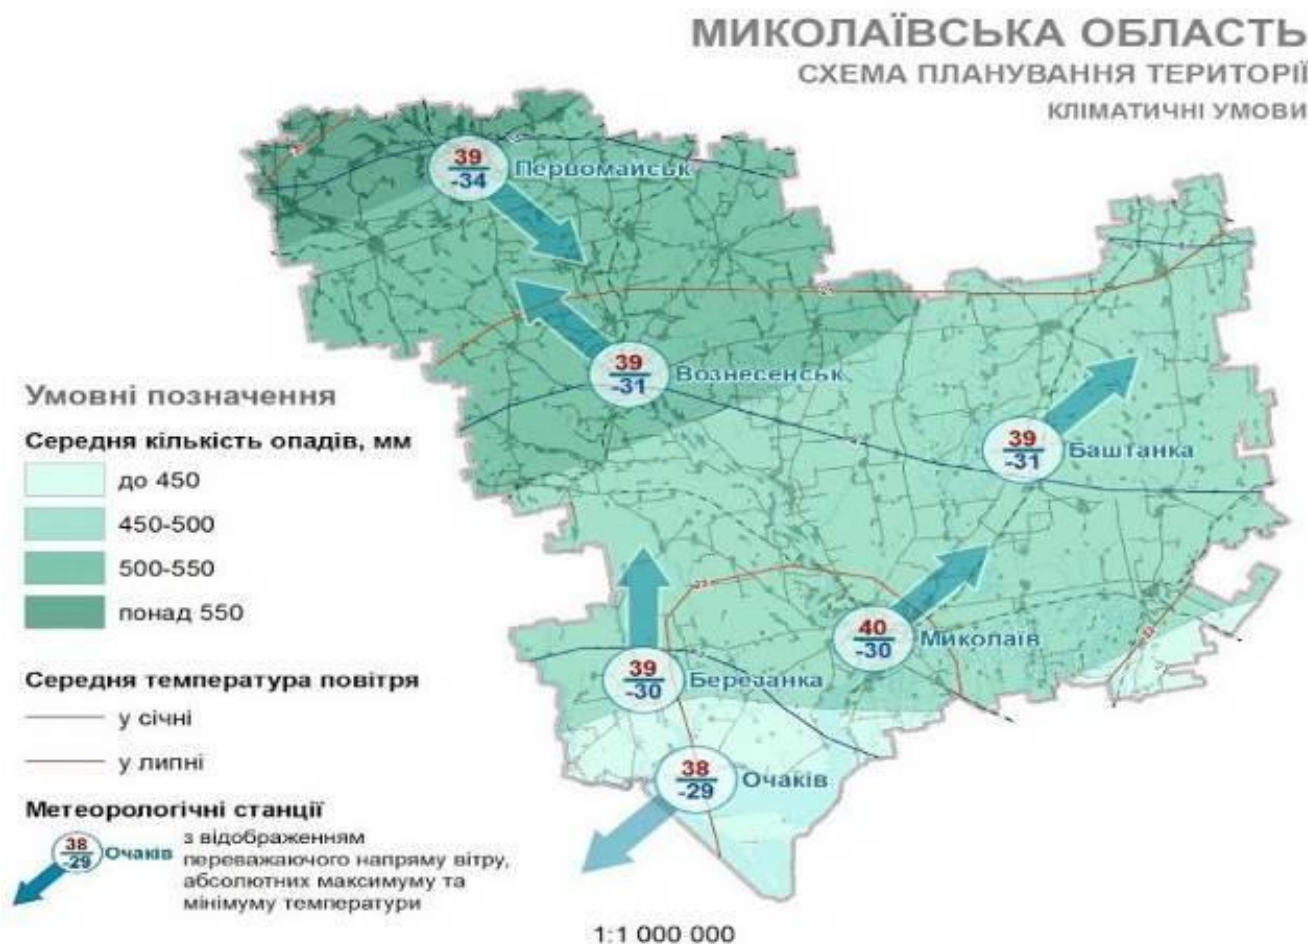 МИКОЛАЇВСЬКА ОБЛАСТЬ
СХЕМА ПЛАНУВАННЯ ТЕРИТОРІЇ
КЛІМАТИЧНІ УМОВИ
39
-34
Первомайськ
21
39
-31
Вознесенськ
39
-31
Баштанка
23
40
-30
Миколаїв
39
-30
Березанка
38
-29
Очаків
Умовні позначення
Середня кількість опадів, мм
до 450
450-500
500-550
понад 550
Середня температура повітря
у січні
у липні
Метеорологічні станції
38
-29
Очаків
з відображенням
переважаючого напряму вітру,
абсолютних максимуму та
мінімуму температури
1:1 000 000